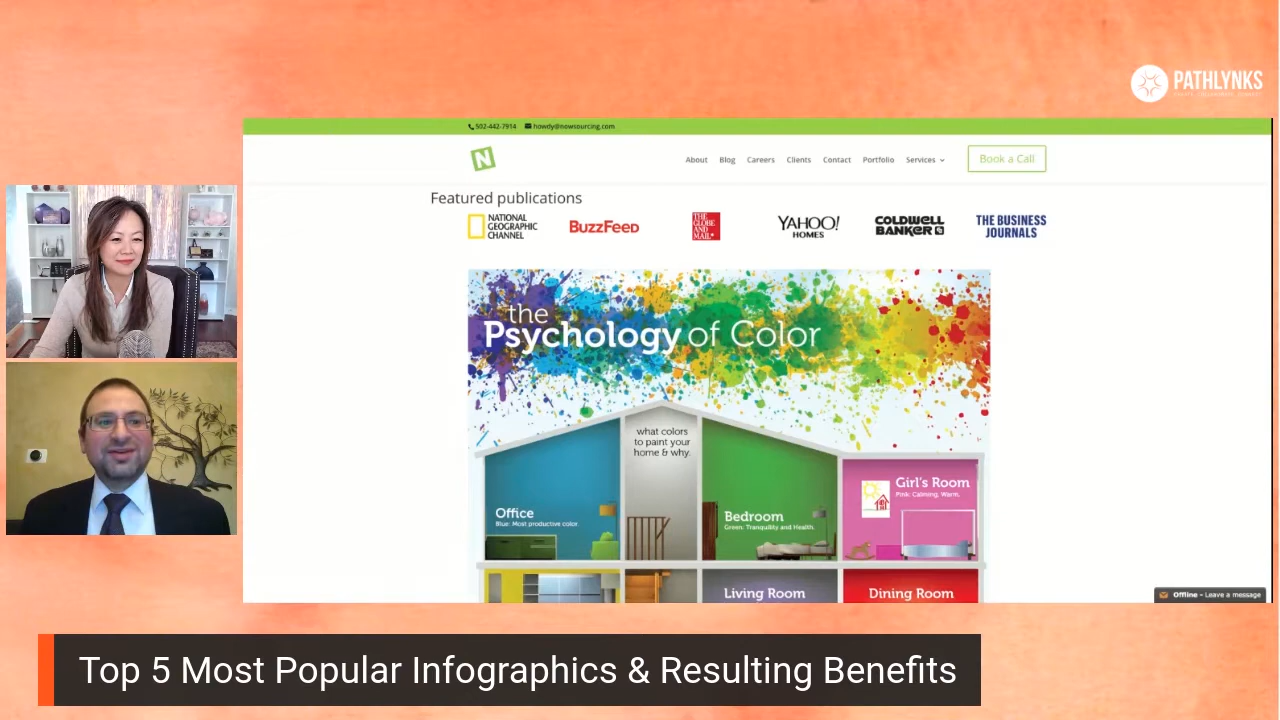 PATHLYNKS
502-442-7914 howdy@nowsourcing.com
N
About Blog Careers Clients Contact Portfolio Services Book a Call
Featured publications
NATIONAL
GEOGRAPHIC
CHANNEL
BuzzFeed
THE
GLOBE
AND
MAIL*
YAHOO!
HOMES
COLDWELL
BANKER
THE BUSINESS
JOURNALS
the
Psychology of Color
what colors
to paint your
home & why.
Office
Blue: Most productive color
Bedroom
Green: Tranquility and Health.
Girl's Room
Pink: Calming, Warm.
Living Room
Dining Room
Offline - Leave a message
Top 5 Most Popular Infographics & Resulting Benefits